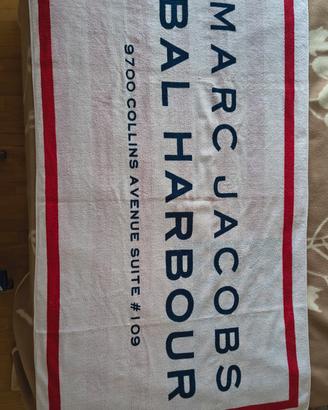 MARC JACOBS
BAL HARBOUR
9700 COLLINS AVENUE SUITE #109